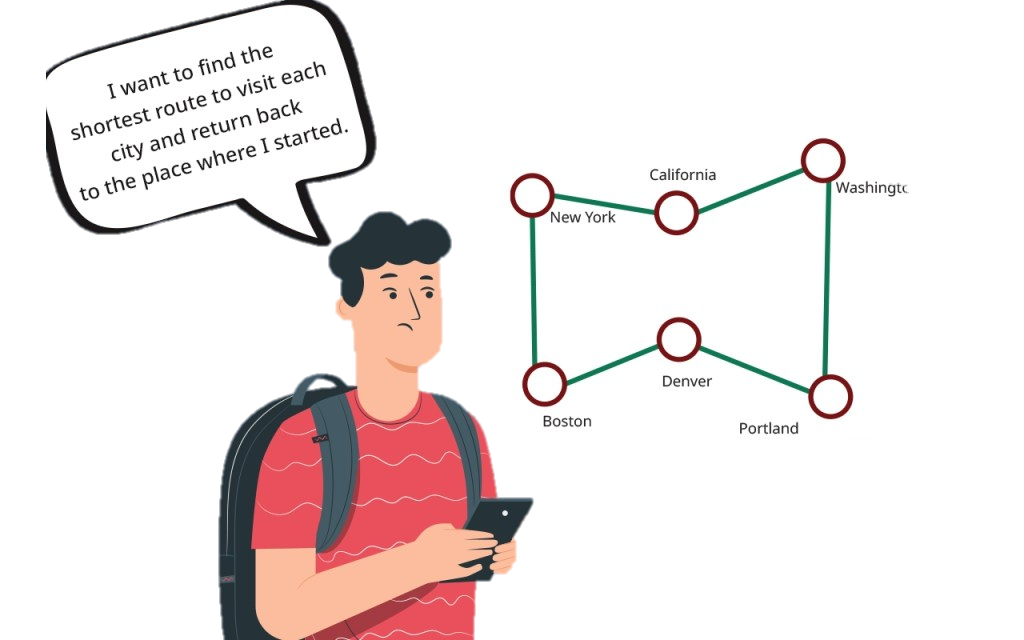 I want to find the
shortest route to visit each
city and return back
to the place where I started.
California
Washingtc
New York
Denver
Boston
Portland